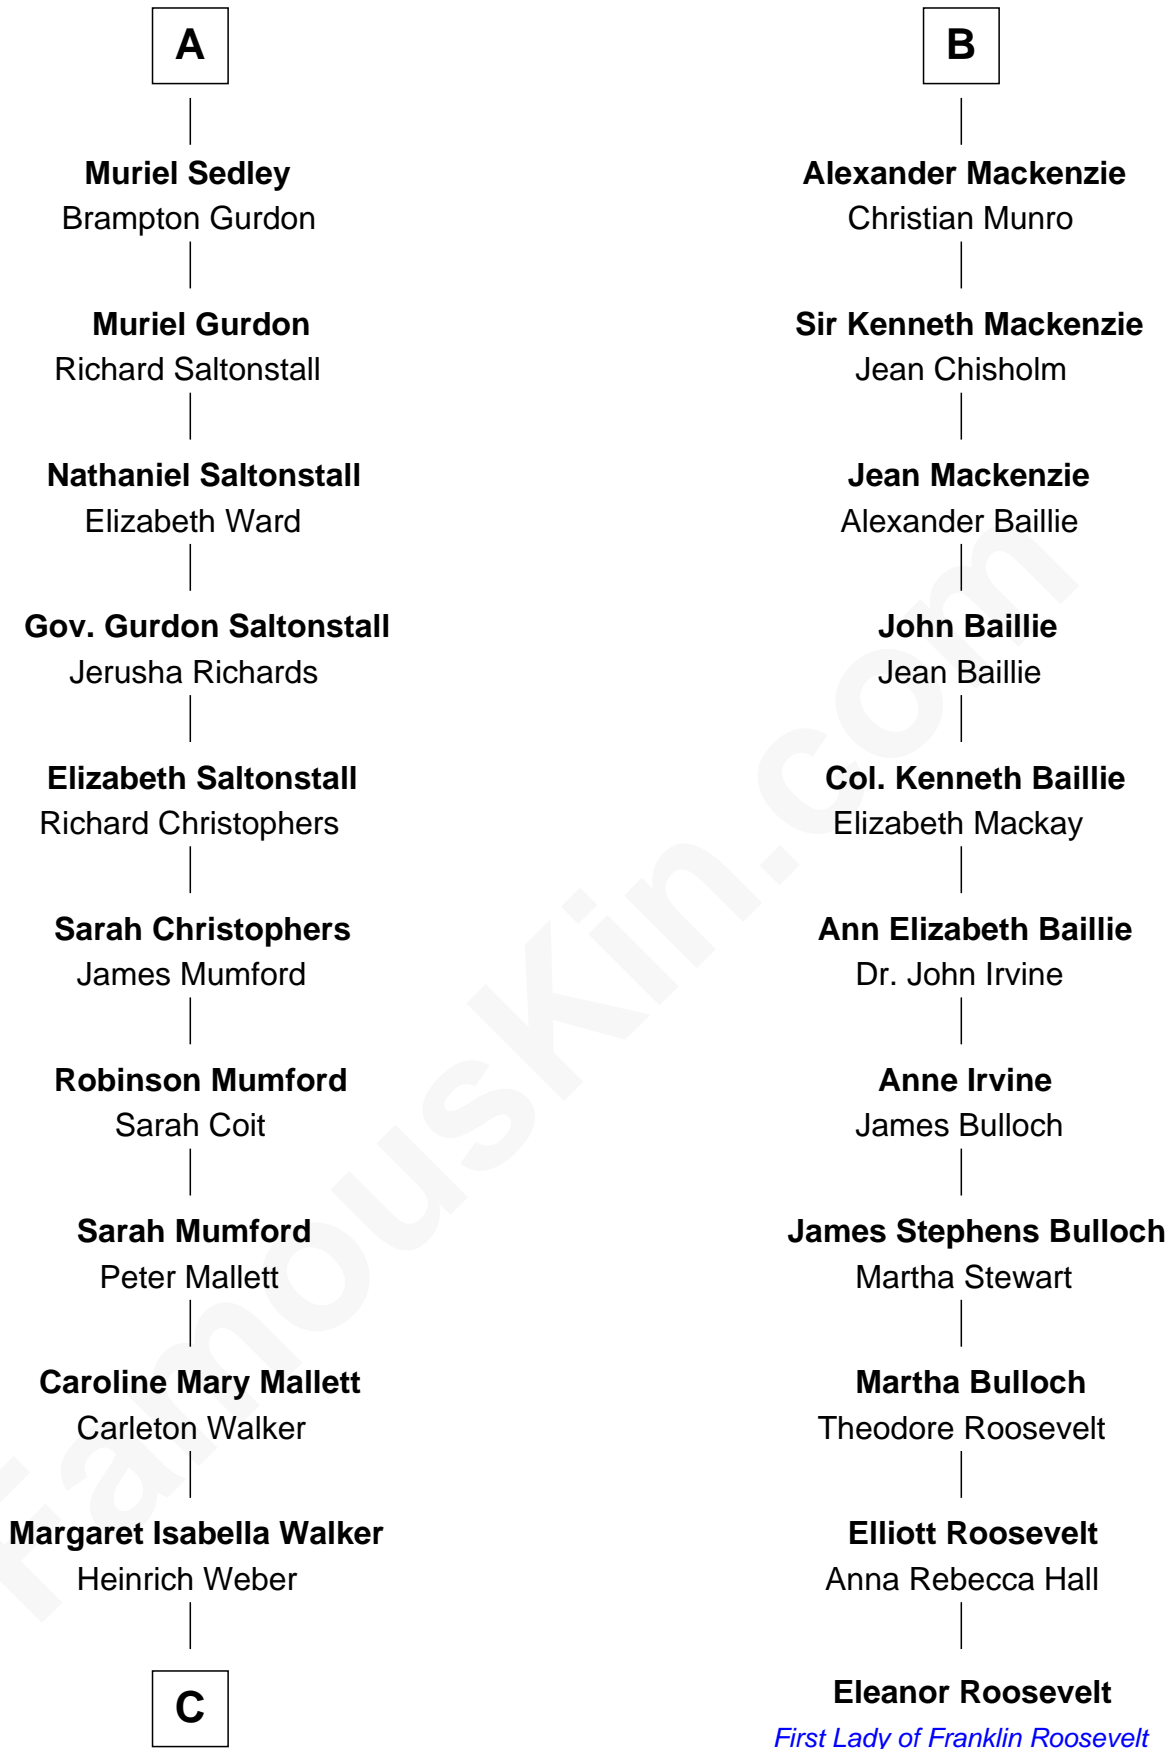 A
Muriel Sedley
Brampton Gurdon
Muriel Gurdon
Richard Saltonstall
Nathaniel Saltonstall
Elizabeth Ward
Gov. Gurdon Saltonstall
Jerusha Richards
Elizabeth Saltonstall
Richard Christophers
Sarah Christophers
James Mumford
Robinson Mumford
Sarah Coit
Sarah Mumford
Peter Mallett
Caroline Mary Mallett
Carleton Walker
Margaret Isabella Walker
Heinrich Weber
C
B
Alexander Mackenzie
Christian Munro
Sir Kenneth Mackenzie
Jean Chisholm
Jean Mackenzie
Alexander Baillie
John Baillie
Jean Baillie
Col. Kenneth Baillie
Elizabeth Mackay
Ann Elizabeth Baillie
Dr. John Irvine
Anne Irvine
James Bulloch
James Stephens Bulloch
Martha Stewart
Martha Bulloch
Theodore Roosevelt
Elliott Roosevelt
Anna Rebecca Hall
Eleanor Roosevelt
First Lady of Franklin Roosevelt
FamousKin.com